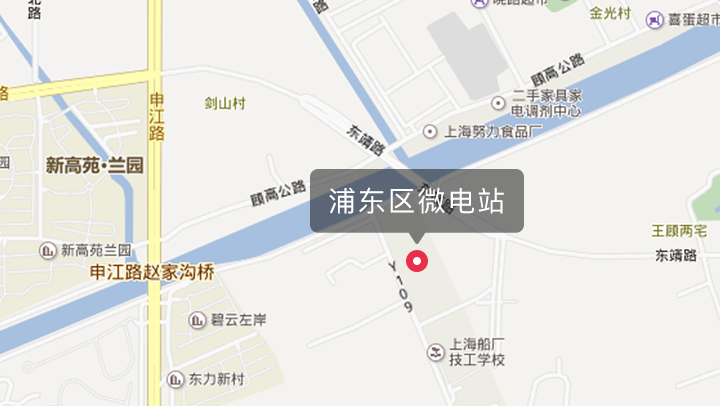 路
北路
金光村
喜蛋超市
路
申江路
剑山村
顾高公路
二手家具家
电调剂中心
东靖路
上海努力食品厂
新高苑·兰园
顾高公路
浦东区微电站
新高苑兰园
王顾两宅
东靖路
申江路赵家沟桥
Y109
碧云左岸
上海船厂
技工学校
东力新村